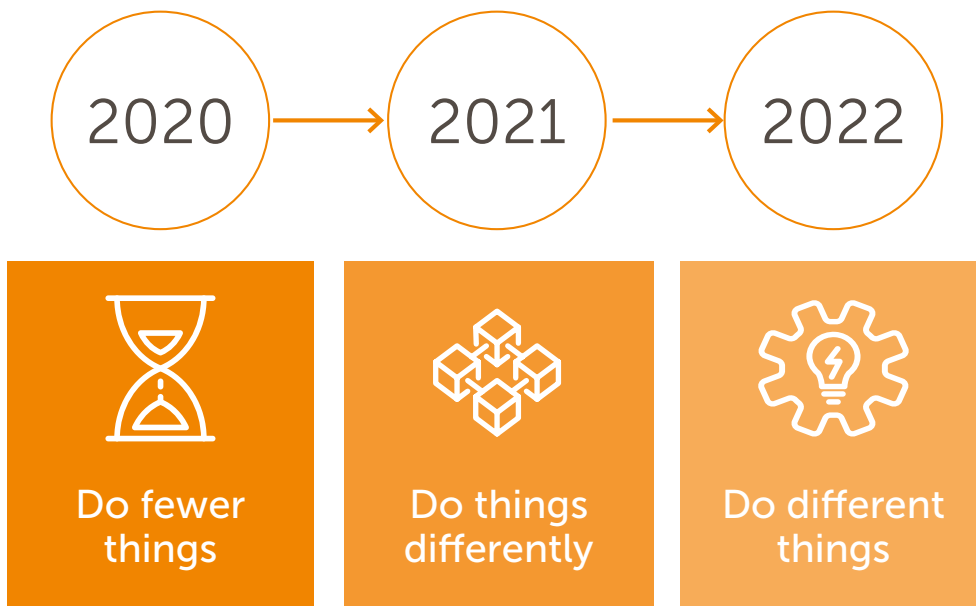 2020
2021
2022
Do fewer
things
Do things
differently
Do different
things